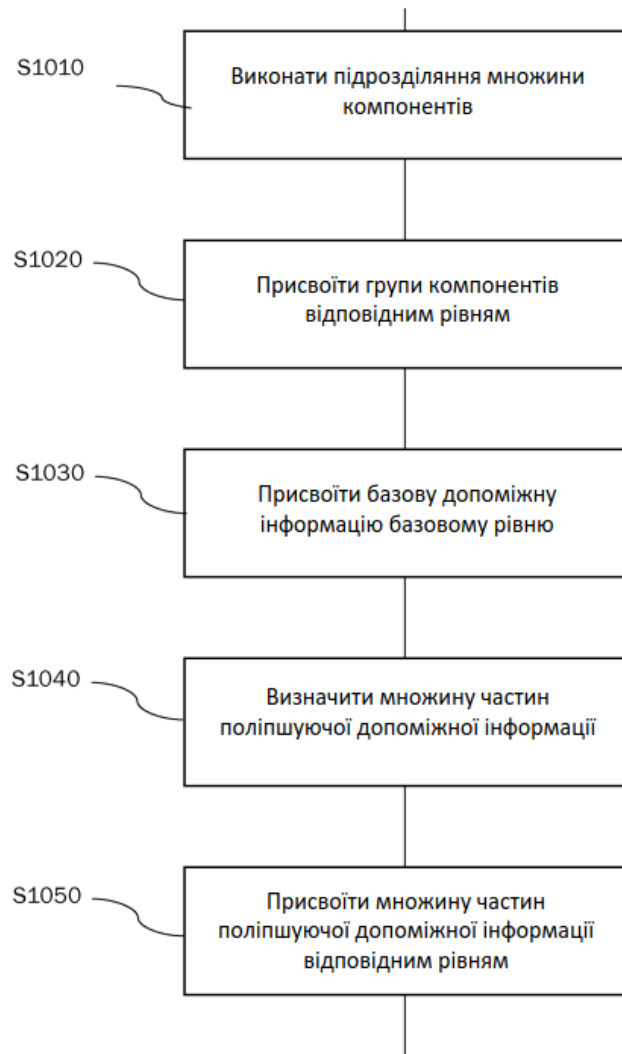 S1010
Виконати підрозділяння множини
компонентів
S1020
Присвоїти групи компонентів
відповідним рівням
S1030
Присвоїти базову допоміжну
інформацію базовому рівню
S1040
Визначити множину частин
поліпшуючої допоміжної інформації
S1050
Присвоїти множину частин
поліпшуючої допоміжної інформації
відповідним рівням